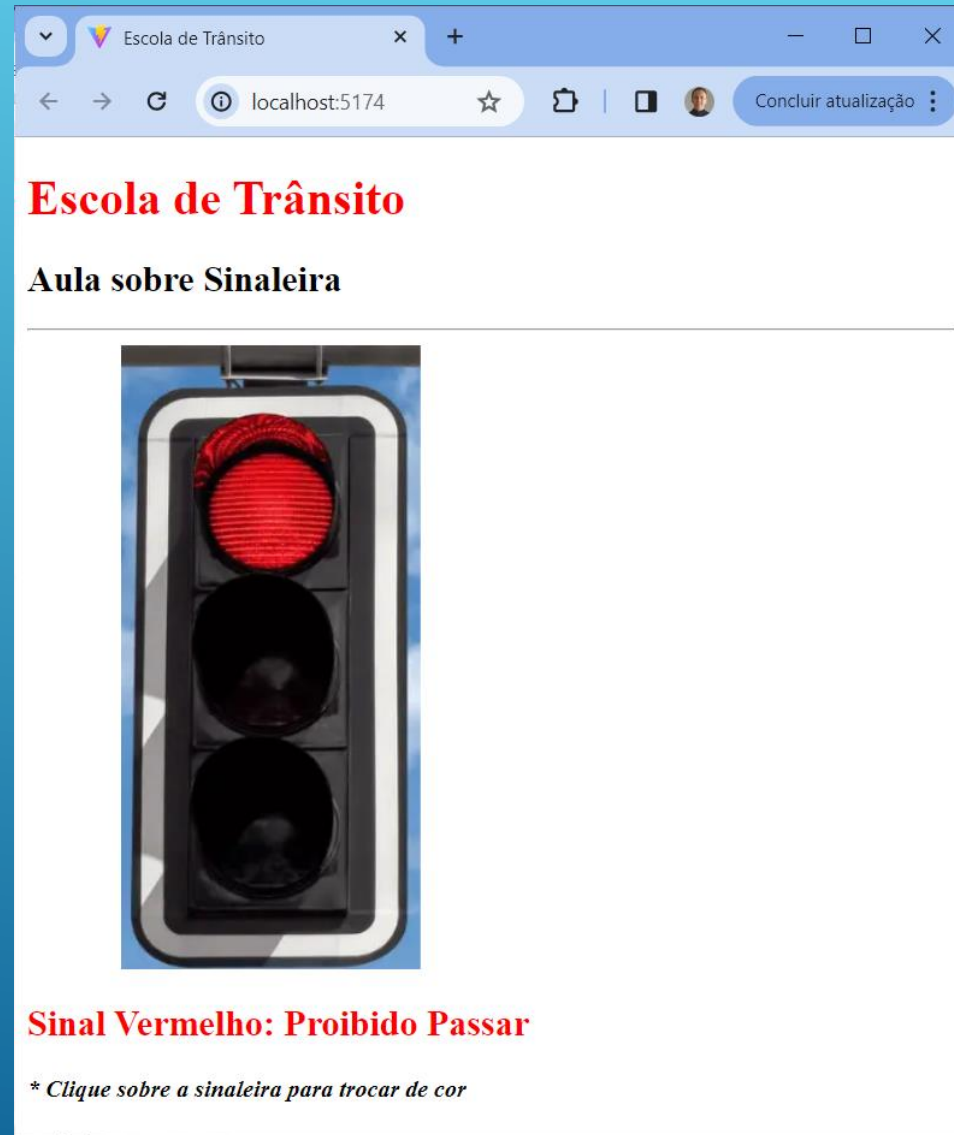 Escola de Trânsito
localhost:5174
Concluir atualização
Escola de Trânsito
Aula sobre Sinaleira
Sinal Vermelho: Proibido Passar
* Clique sobre a sinaleira para trocar de cor